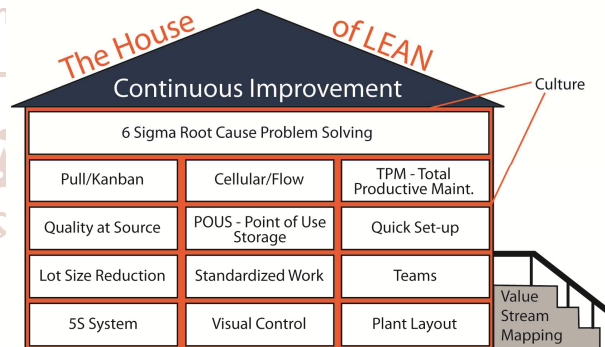 The House of LEAN
Continuous Improvement
Culture
6 Sigma Root Cause Problem Solving
Pull/Kanban
Cellular/Flow
TPM - Total
Productive Maint.
Quality at Source
POUS - Point of Use
Storage
Quick Set-up
Lot Size Reduction
Standardized Work
Teams
5S System
Visual Control
Plant Layout
Value
Stream
Mapping